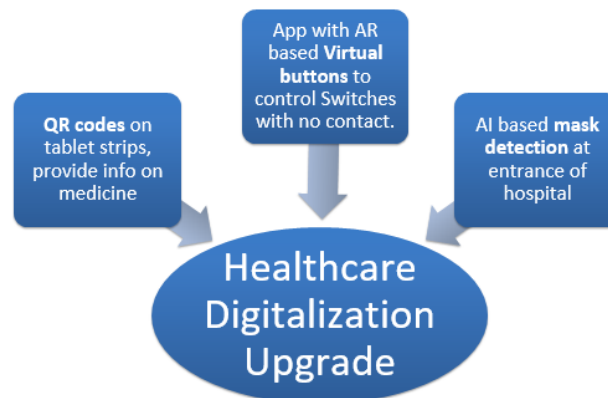 App with AR
based Virtual
buttons to
control Switches
with no contact.
QR codes on
tablet strips,
provide info on
medicine
AI based mask
detection at
entrance of
hospital
Healthcare
Digitalization
Upgrade